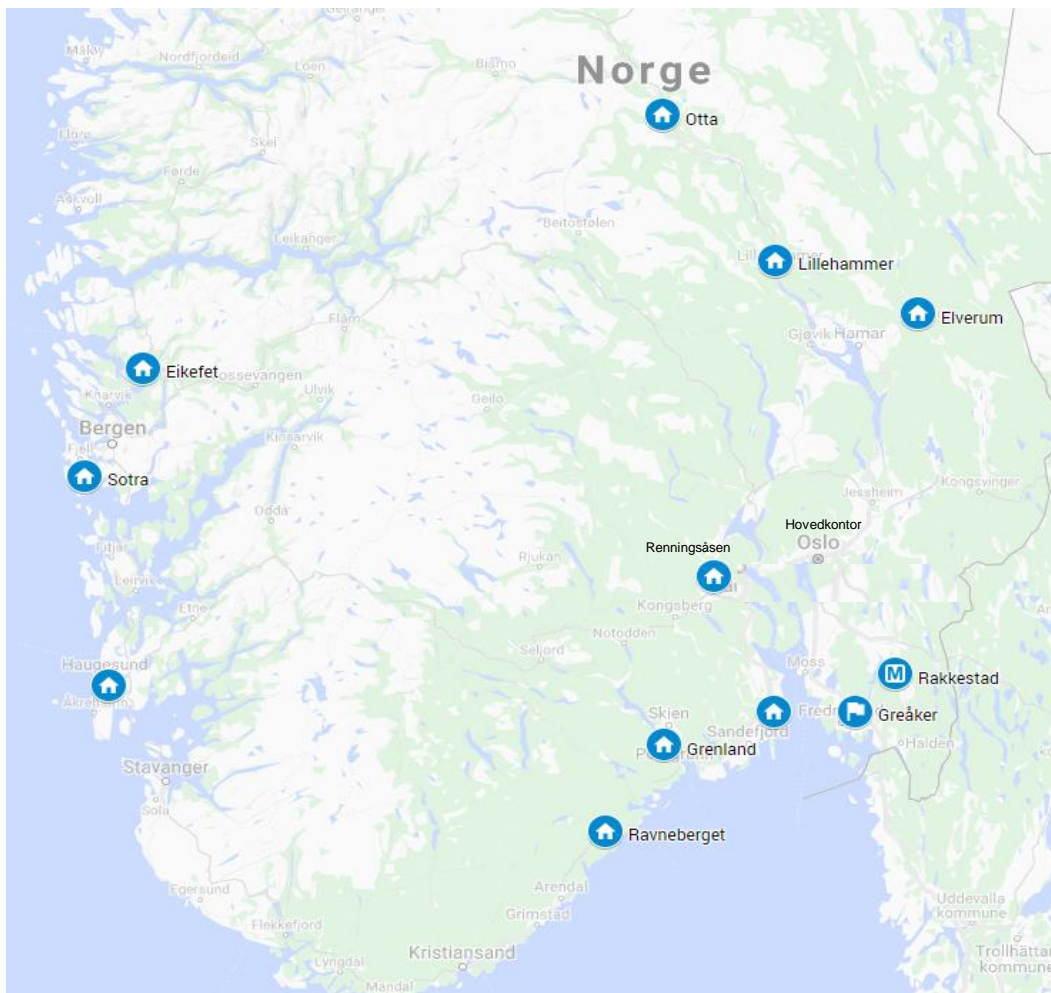 Måløy
Nordfjordeid
Loen
Bismo
Norge
Otta
Florø
Skei
Førde
Askvoll
Beitostølen
Leikanger
Lillehammer
Elverum
Flåm
Gjøvik
Hamar
Eikefet
ossevangen
Ulvik
Geilo
Knarvik
Bergen
Kinsarvik
Sotra
Jessheim
Kongsvinger
Odda
Hovedkontor
Oslo
Renningsåsen
Fitjar
Rjukan
Leirvik
Etne
Kongsberg
Notodden
Seljord
Haugesund
Moss
Rakkestad
Skien
Fredr
Greåker
Sandefjord
Halden
Grenland
Stavanger
Sola
Ravneberget
Arendal
Egersund
Grimstad
Uddevalla
kommune
Flekkefjord
Kristiansand
Lyngdal
Mandal
Trollhättan
kommune